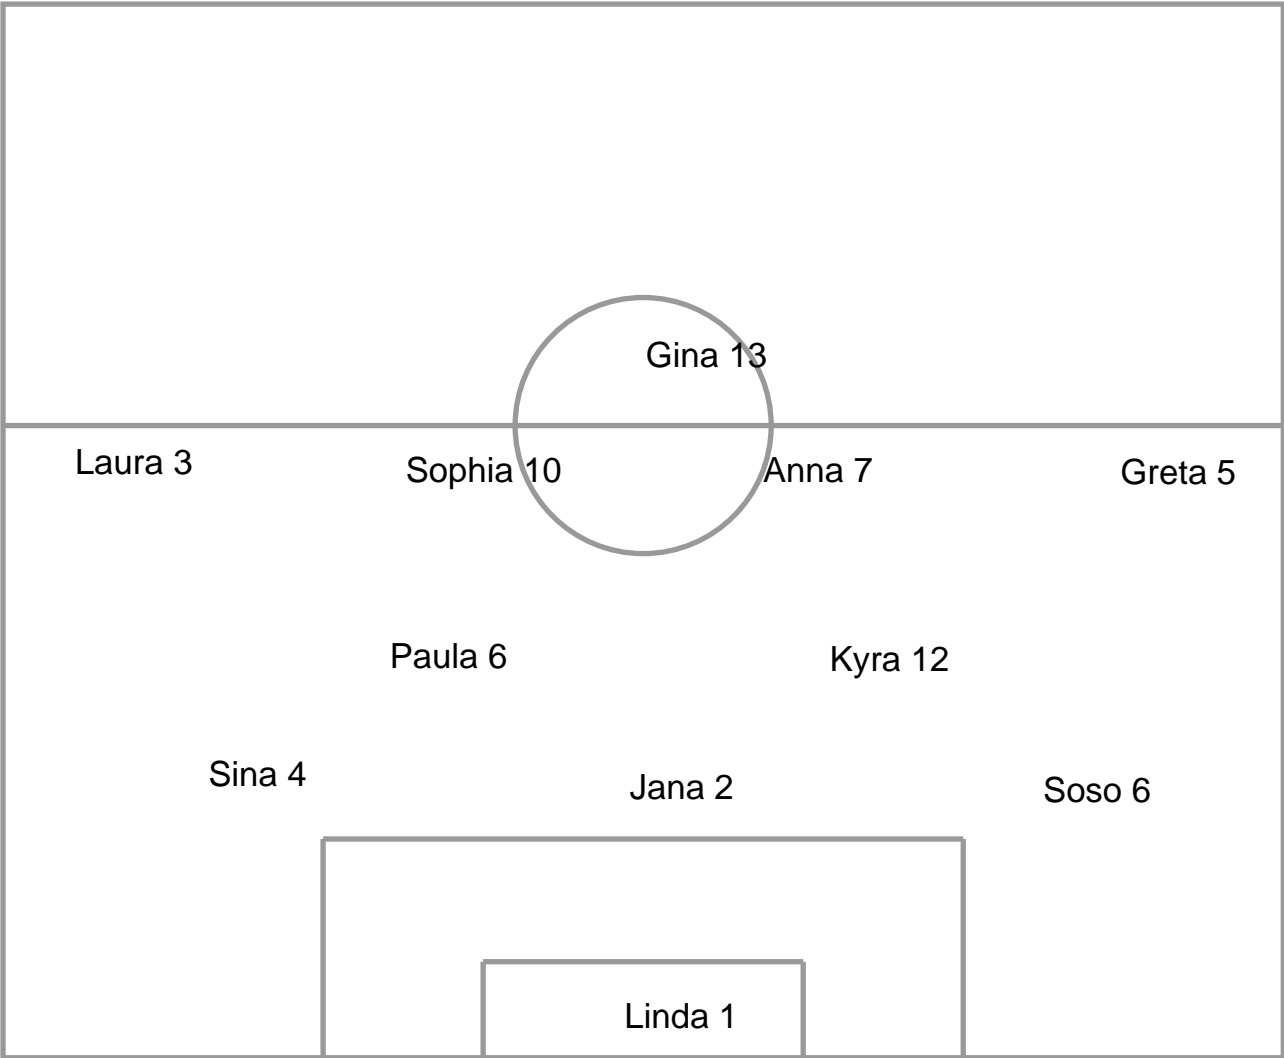 Gina 13
Laura 3
Sophia 10
Anna 7
Greta 5
Paula 6
Kyra 12
Sina 4
Jana 2
Soso 6
Linda 1